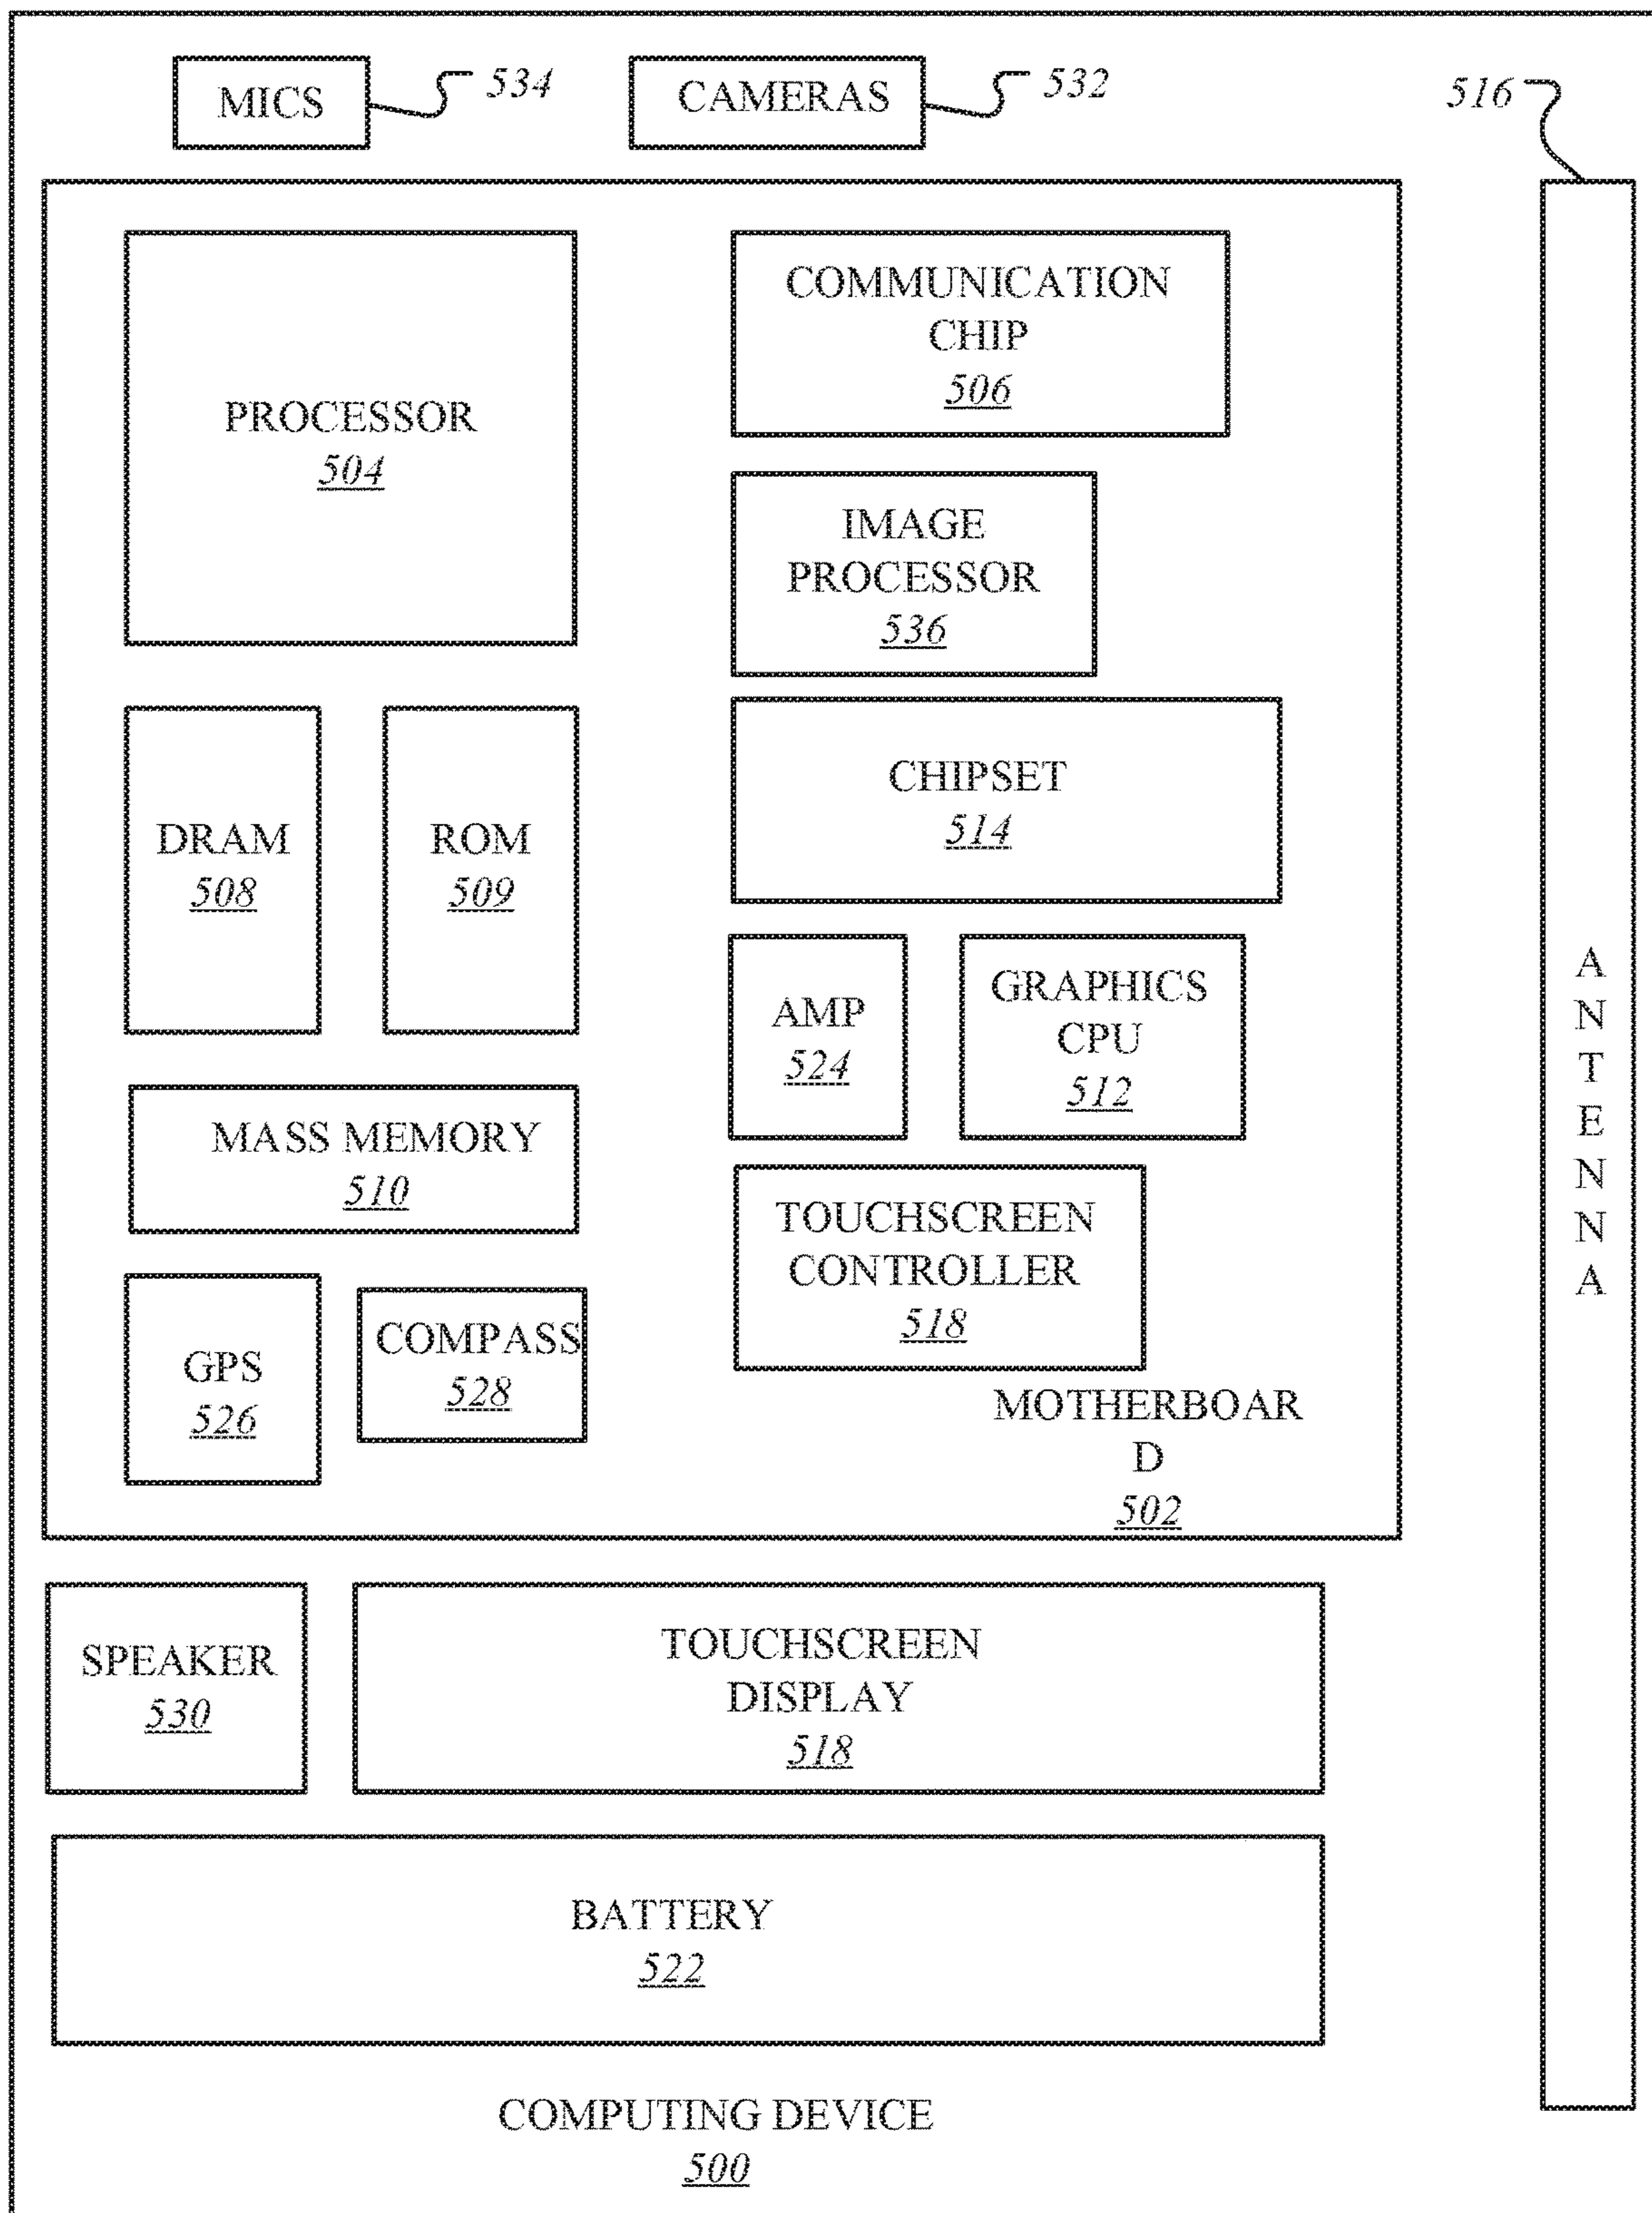 MICS
534
CAMERAS
532
516
PROCESSOR
504
COMMUNICATION
CHIP
506
IMAGE
PROCESSOR
536
DRAM
508
ROM
509
CHIPSET
514
AMP
524
GRAPHICS
CPU
512
MASS MEMORY
510
TOUCHSCREEN
CONTROLLER
518
GPS
526
COMPASS
528
MOTHERBOAR
D
502
A
N
T
E
N
N
A
SPEAKER
530
TOUCHSCREEN
DISPLAY
518
BATTERY
522
COMPUTING DEVICE
500